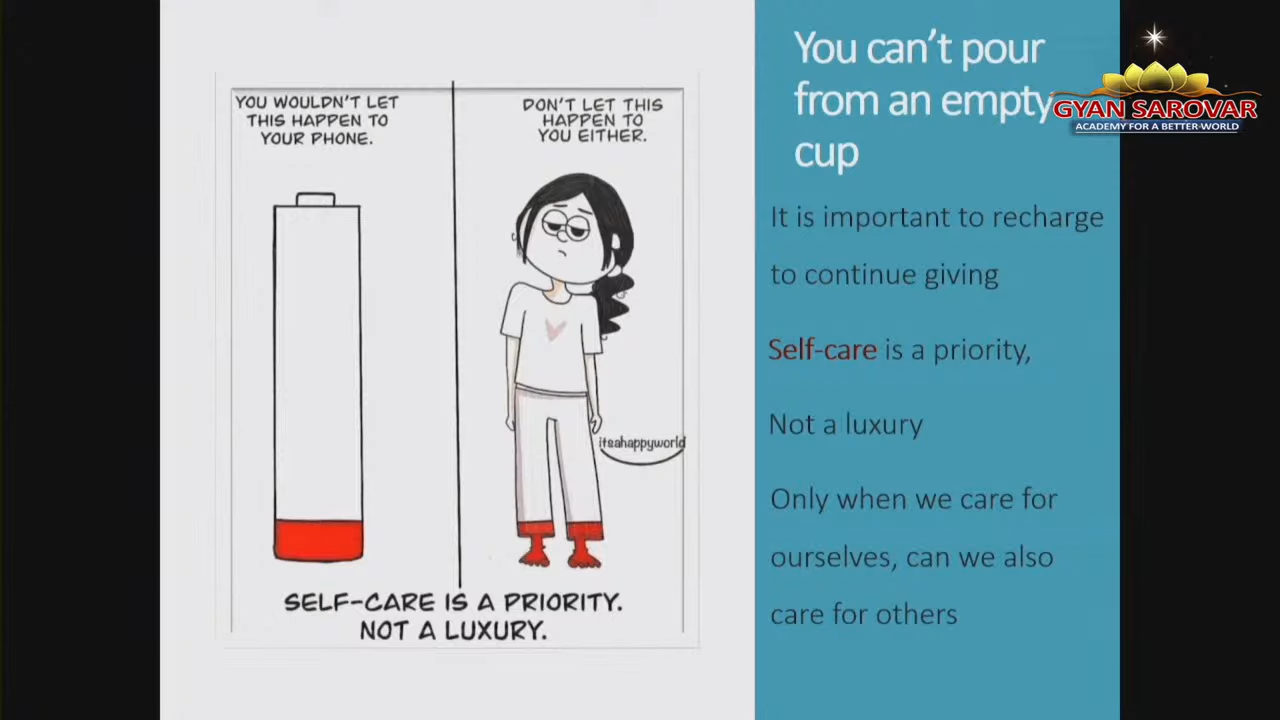 YOU WOULDN'T LET
THIS HAPPEN TO
YOUR PHONE.
DON'T LET THIS
HAPPEN TO
YOU EITHER.
itsahappyworld
SELF-CARE IS A PRIORITY.
NOT A LUXURY.
You can't pour
from an empty
cup
It is important to recharge
to continue giving
Self-care is a priority,
Not a luxury
Only when we care for
ourselves, can we also
care for others
GYAN SAROVAR
ACADEMY FOR A BETTER-WORLD